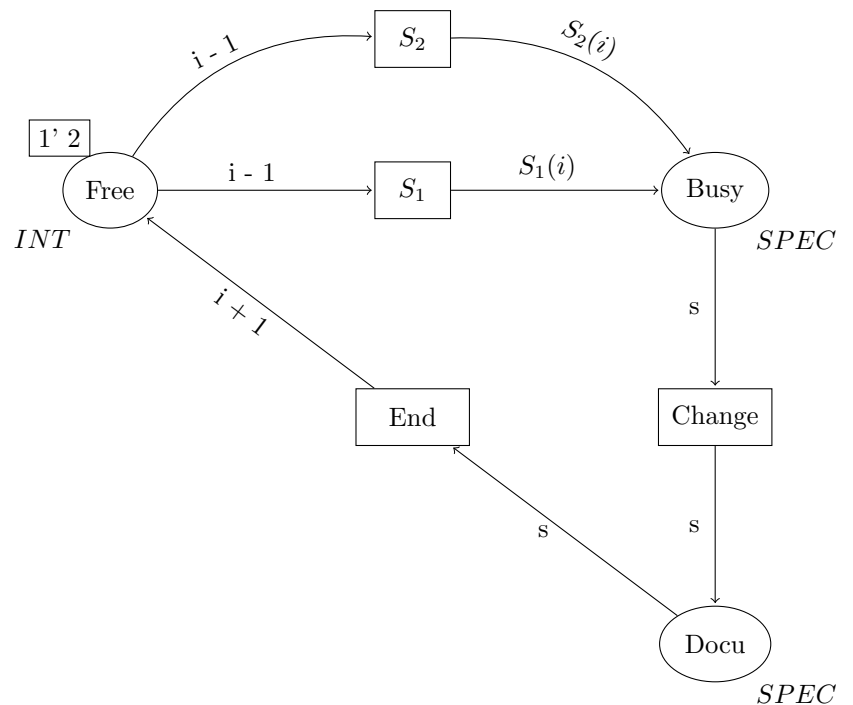 i - 1
S₂
S₂(i)
1' 2
Free
i - 1
S₁
S₁(i)
Busy
INT
SPEC
i + 1
s
End
Change
s
s
Docu
SPEC